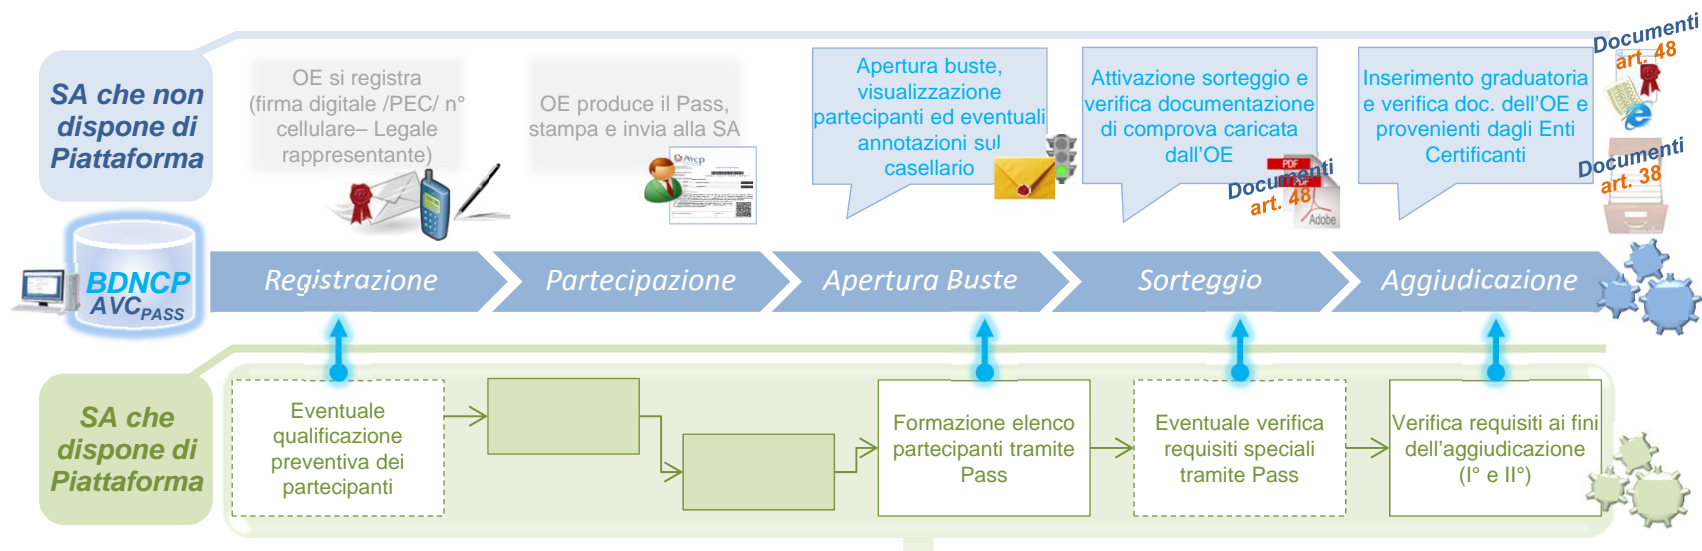 SA che non
dispone di
Piattaforma
OE si registra
(firma digitale /PEC/ n°
cellulare– Legale
rappresentante)
OE produce il Pass,
stampa e invia alla SA
Avcp
Apertura buste,
visualizzazione
partecipanti ed eventuali
annotazioni sul
casellario
Attivazione sorteggio e
verifica documentazione
di comprova caricata
dall'OE
PDF
PDF
Adobe
Documenti
art. 48
Inserimento graduatoria
e verifica doc. dell'OE e
provenienti dagli Enti
Certificanti
Documenti
art. 48
Documenti
art. 38
BDNCP
AVCPASS
Registrazione
Partecipazione
Apertura Buste
Sorteggio
Aggiudicazione
SA che
dispone di
Piattaforma
Eventuale
qualificazione
preventiva dei
partecipanti
Formazione elenco
partecipanti tramite
Pass
Eventuale verifica
requisiti speciali
tramite Pass
Verifica requisiti ai fini
dell'aggiudicazione
(I° e II°)